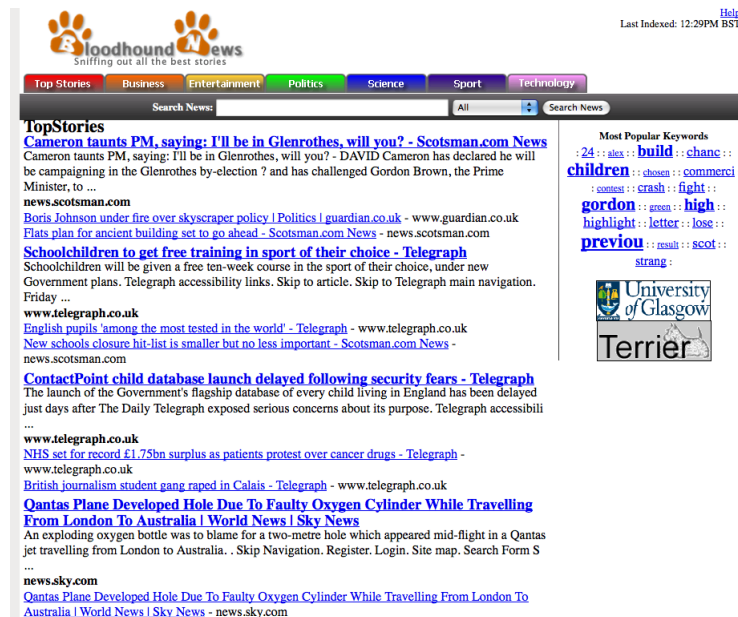 Help
Last Indexed: 12:29PM BST
Bloodhound News
Sniffing out all the best stories
Top Stories Business Entertainment Politics Science Sport Technology
Search News: All Search News
TopStories
Cameron taunts PM, saying: I'll be in Glenrothes, will you? - Scotsman.com News
Cameron taunts PM, saying: I'll be in Glenrothes, will you? - DAVID Cameron has declared he will
be campaigning in the Glenrothes by-election ? and has challenged Gordon Brown, the Prime
Minister, to ...
news.scotsman.com
Boris Johnson under fire over skyscraper policy | Politics | guardian.co.uk - www.guardian.co.uk
Flats plan for ancient building set to go ahead - Scotsman.com News - news.scotsman.com
Schoolchildren to get free training in sport of their choice - Telegraph
Schoolchildren will be given a free ten-week course in the sport of their choice, under new
Government plans. Telegraph accessibility links. Skip to article. Skip to Telegraph main navigation.
Friday ...
www.telegraph.co.uk
English pupils 'among the most tested in the world' - Telegraph - www.telegraph.co.uk
New schools closure hit-list is smaller but no less important - Scotsman.com News -
news.scotsman.com
ContactPoint child database launch delayed following security fears - Telegraph
The launch of the Government's flagship database of every child living in England has been delayed
just days after The Daily Telegraph exposed serious concerns about its purpose. Telegraph accessibili
...
www.telegraph.co.uk
NHS set for record £1.75bn surplus as patients protest over cancer drugs - Telegraph -
www.telegraph.co.uk
British journalism student gang raped in Calais - Telegraph - www.telegraph.co.uk
Qantas Plane Developed Hole Due To Faulty Oxygen Cylinder While Travelling
From London To Australia | World News | Sky News
An exploding oxygen bottle was to blame for a two-metre hole which appeared mid-flight in a Qantas
jet travelling from London to Australia. . Skip Navigation. Register. Login. Site map. Search Form S
...
news.sky.com
Qantas Plane Developed Hole Due To Faulty Oxygen Cylinder While Travelling From London To
Australia | World News | Sky News - news.sky.com
Most Popular Keywords
: 24 : : alex : : build : : chanc : :
children : : chosen : : commerci
: : contest : : crash : : fight : :
gordon : : green : : high : :
highlight : : letter : : lose : :
previou : : result : : scot : :
strang :
University
of Glasgow
Terrier